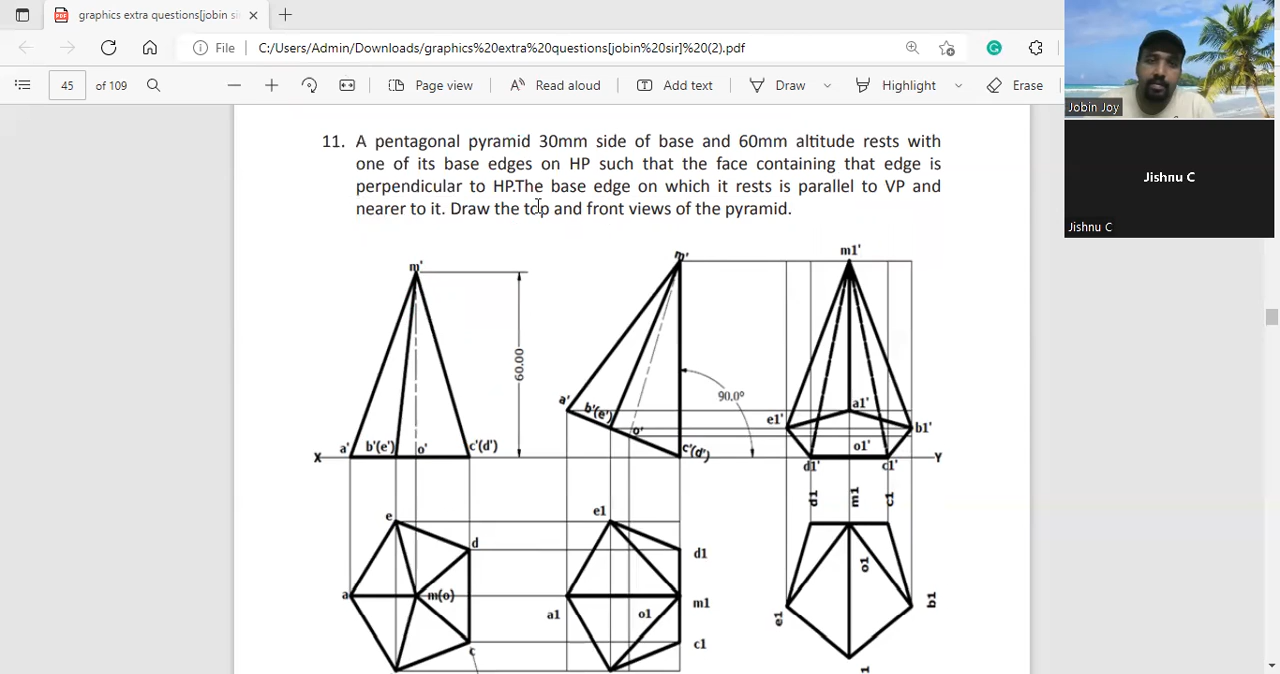 graphics extra questions[jobin si
File
C:/Users/Admin/Downloads/graphics%20extra%20questions[jobin%20sir]%20(2).pdf
45 of 109
Page view
Read aloud
Add text
Draw
Highlight
Erase
Jobin Joy
Jishnu C
Jishnu C
11. A pentagonal pyramid 30mm side of base and 60mm altitude rests with
one of its base edges on HP such that the face containing that edge is
perpendicular to HP.The base edge on which it rests is parallel to VP and
nearer to it. Draw the top and front views of the pyramid.
m' m' m1'
60.00
90.0°
a' b'(e') o' c'(d')
a' b'(e') o' c'(d')
e1' a1' b1' o1' d1' c1'
X Y
d1 m1 c1
e d a m(o) c
e1 d1 a1 o1 m1 c1
o1 e1 b1 1